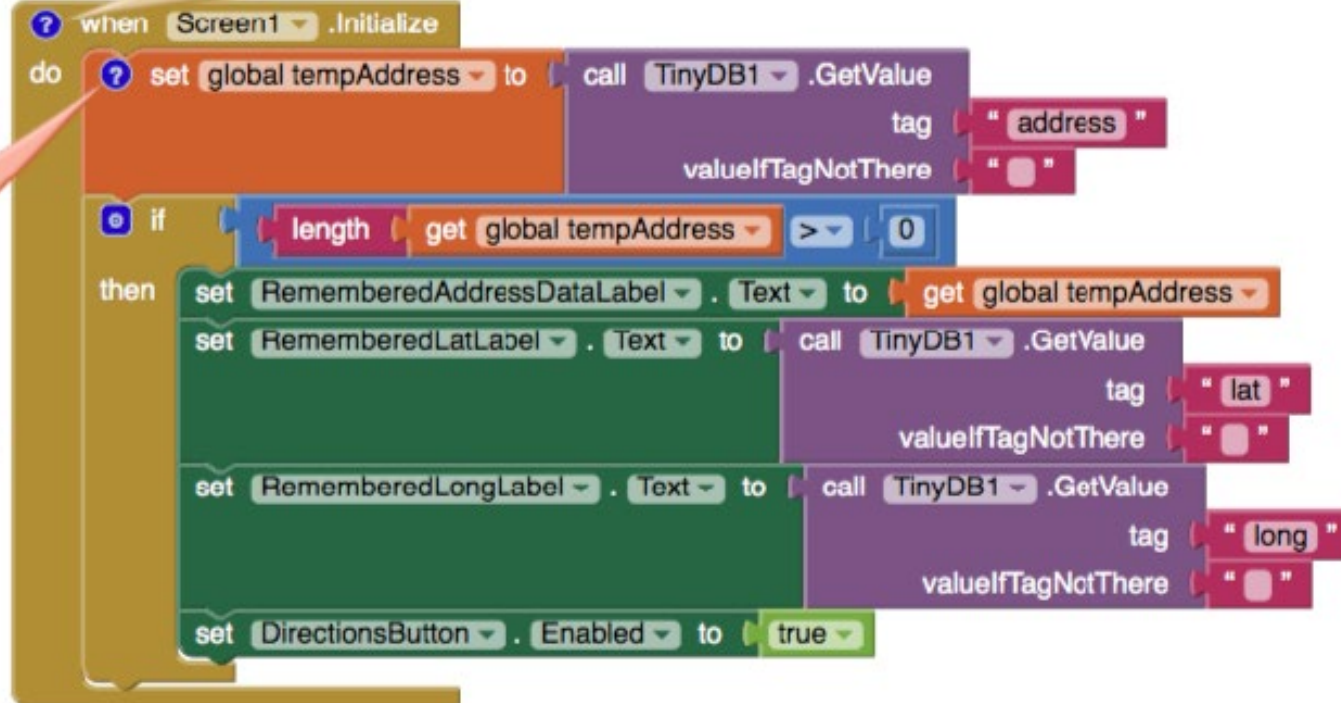 ? when Screen1 .Initialize
do ? set global tempAddress to call TinyDB1 .GetValue
tag " address "
valueIfTagNotThere " "
if length get global tempAddress > 0
then set RememberedAddressDataLabel . Text to get global tempAddress
set RememberedLatLabel . Text to call TinyDB1 .GetValue
tag " lat "
valueIfTagNotThere " "
set RememberedLongLabel . Text to call TinyDB1 .GetValue
tag " long "
valueIfTagNotThere " "
set DirectionsButton . Enabled to true